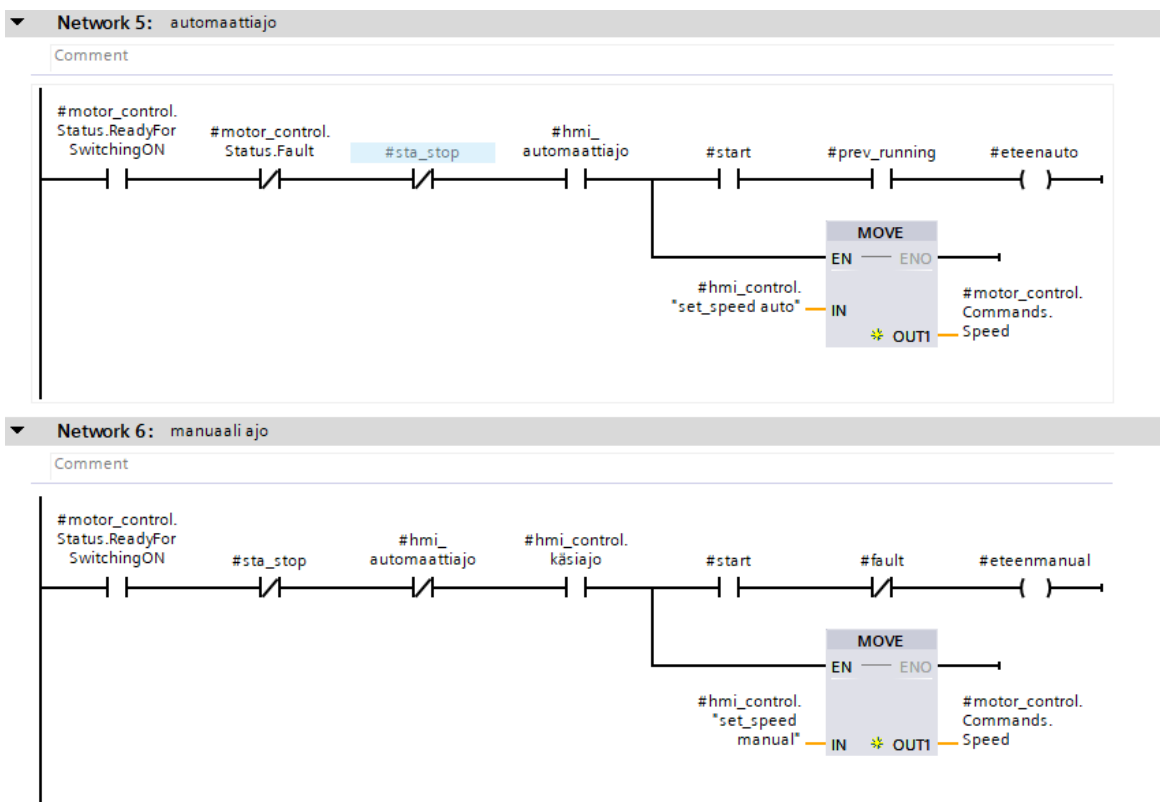 Network 5: automaattiajo
Comment
#motor_control.
Status.ReadyFor
SwitchingON
#motor_control.
Status.Fault
#sta_stop
#hmi_
automaattiajo
#start
#prev_running
#eteenauto
MOVE
EN
ENO
#hmi_control.
"set_speed auto"
IN
OUT1
#motor_control.
Commands.
Speed
Network 6: manuaali ajo
Comment
#motor_control.
Status.ReadyFor
SwitchingON
#sta_stop
#hmi_
automaattiajo
#hmi_control.
käsiajo
#start
#fault
#eteenmanual
MOVE
EN
ENO
#hmi_control.
"set_speed
manual"
IN
OUT1
#motor_control.
Commands.
Speed